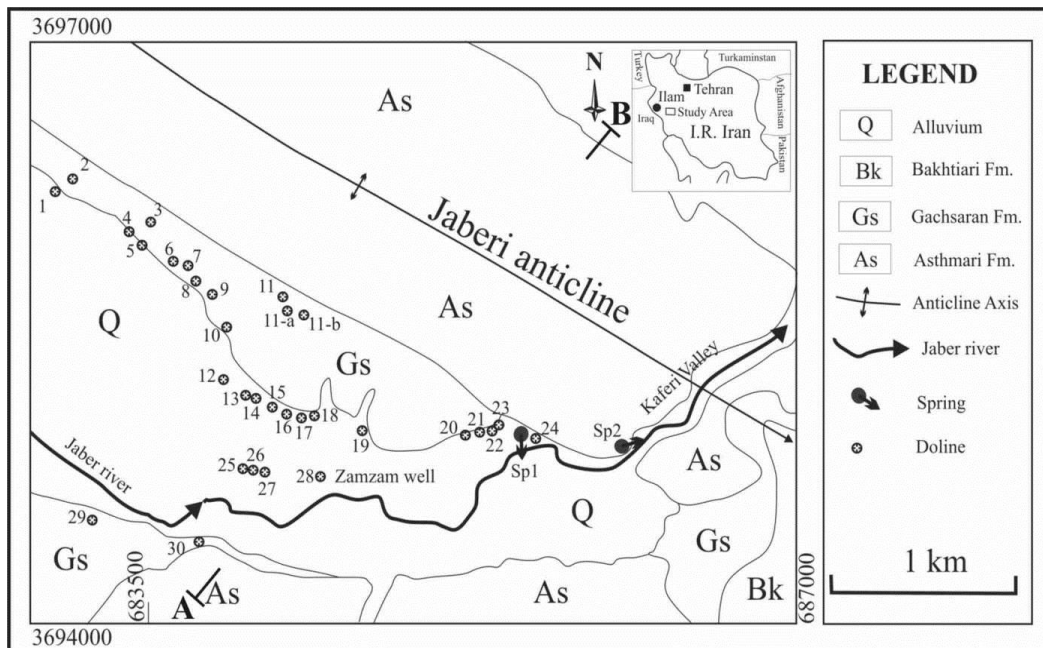 3697000
N
Turkey
Turkaministan
Tehran
Ilam
Iraq
Study Area
I.R. Iran
Afghanistan
Pakistan
B
As
2
1
3
4
5
6
7
8
9
11
11-a
11-b
10
Jaberi anticline
As
Q
Gs
12
13
14
15
16
17
18
19
20
21
22
23
24
Sp1
Sp2
Kaferi Valley
As
25
26
27
28
Zamzam well
Jaber river
Q
29
30
Gs
683500
A
As
As
Gs
Bk
687000
3694000
LEGEND
Q Alluvium
Bk Bakhtiari Fm.
Gs Gachsaran Fm.
As Asthmari Fm.
Anticline Axis
Jaber river
Spring
Doline
1 km